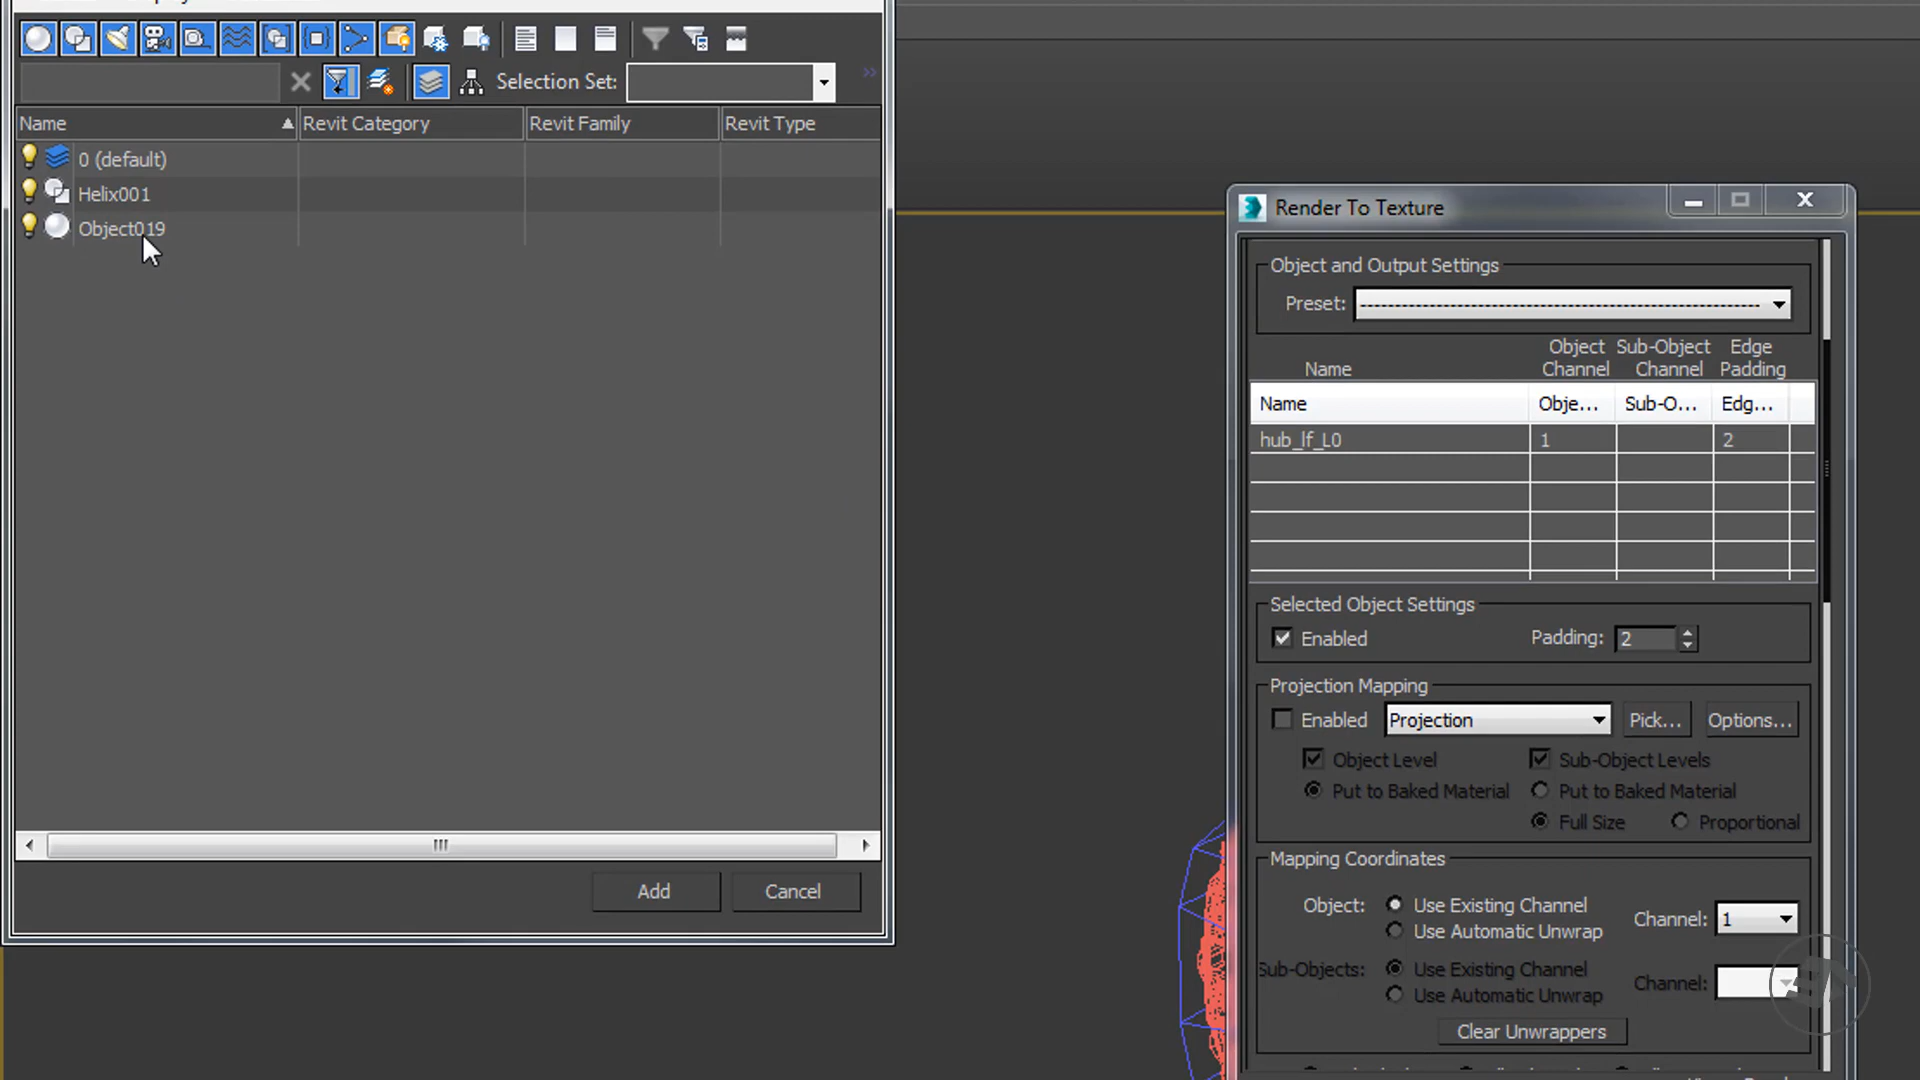 Selection Set:
Name Revit Category Revit Family Revit Type
0 (default)
Helix001
Object019
Add Cancel
Render To Texture
Object and Output Settings
Preset: ------------------------------------------------------------
Object Sub-Object Edge
Name Channel Channel Padding
Name Obje... Sub-O... Edg...
hub_lf_L0 1 2
Selected Object Settings
Enabled Padding: 2
Projection Mapping
Enabled Projection Pick... Options...
Object Level Sub-Object Levels
Put to Baked Material Put to Baked Material
Full Size Proportional
Mapping Coordinates
Object: Use Existing Channel Channel: 1
Use Automatic Unwrap
Sub-Objects: Use Existing Channel Channel:
Use Automatic Unwrap
Clear Unwrappers